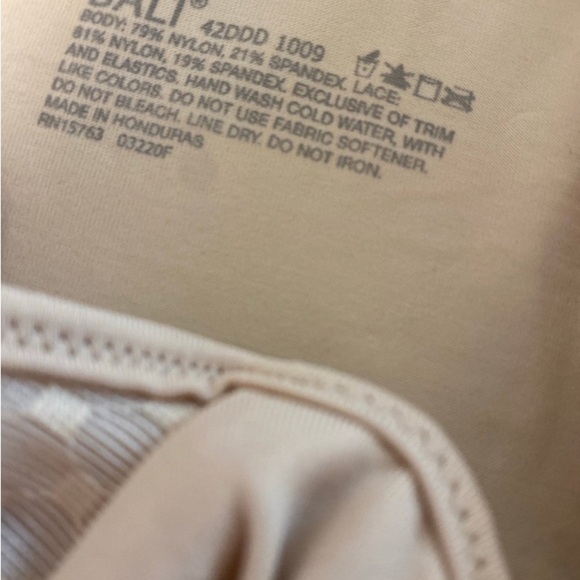 BALI®
42DDD 1009
BODY: 79% NYLON, 21% SPANDEX, LACE:
81% NYLON, 19% SPANDEX. EXCLUSIVE OF TRIM
AND ELASTICS. HAND WASH COLD WATER, WITH
LIKE COLORS. DO NOT USE FABRIC SOFTENER.
DO NOT BLEACH. LINE DRY. DO NOT IRON.
MADE IN HONDURAS
RN15763 03220F